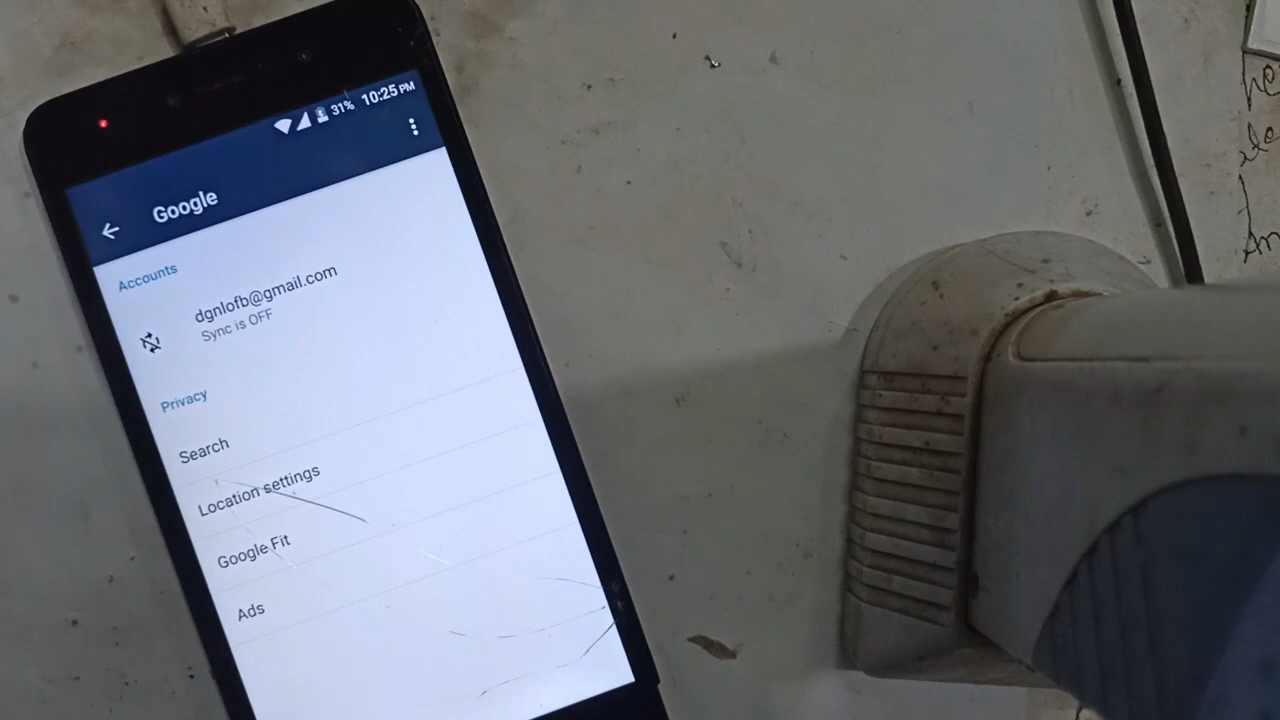 31% 10:25 PM
Google
Accounts
dgnlofb@gmail.com
Sync is OFF
Privacy
Search
Location settings
Google Fit
Ads